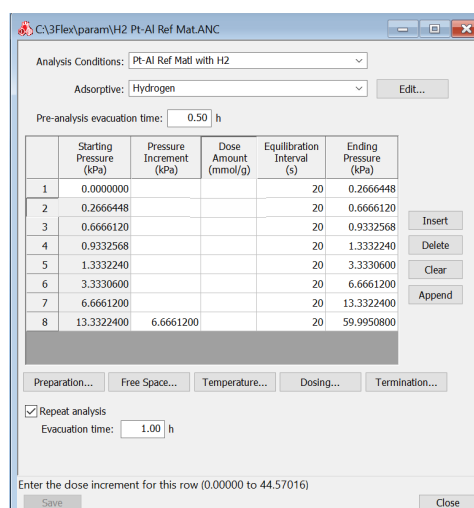 C:\3Flex\param\H2 Pt-Al Ref Mat.ANC
Analysis Conditions: Pt-Al Ref Matl with H2
Adsorptive: Hydrogen Edit...
Pre-analysis evacuation time: 0.50 h
Starting Pressure (kPa) Pressure Increment (kPa) Dose Amount (mmol/g) Equilibration Interval (s) Ending Pressure (kPa)
1 0.0000000 20 0.2666448
2 0.2666448 20 0.6666120
3 0.6666120 20 0.9332568
4 0.9332568 20 1.3332240
5 1.3332240 20 3.3330600
6 3.3330600 20 6.6661200
7 6.6661200 20 13.3322400
8 13.3322400 6.6661200 20 59.9950800
Insert
Delete
Clear
Append
Preparation... Free Space... Temperature... Dosing... Termination...
Repeat analysis
Evacuation time: 1.00 h
Enter the dose increment for this row (0.00000 to 44.57016)
Save Close